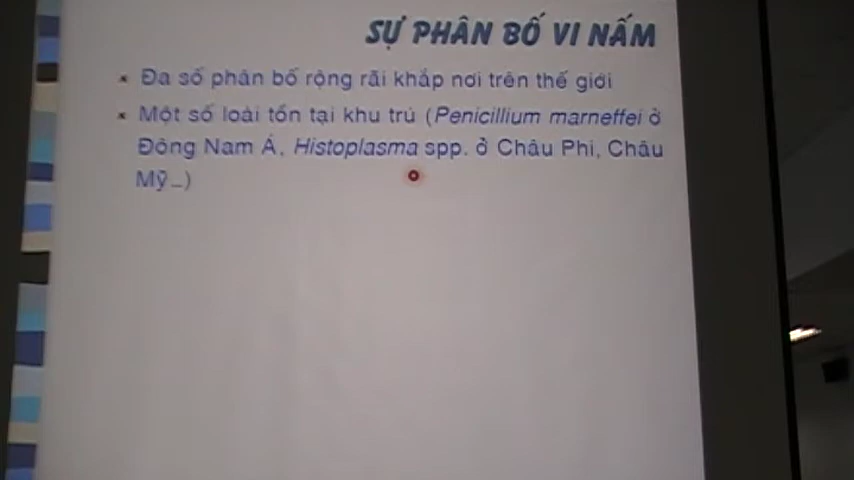 SỰ PHÂN BỐ VI NẤM
Đa số phân bố rộng rãi khắp nơi trên thế giới
Một số loài tồn tại khu trú (Penicillium marneffei ở
Đông Nam Á, Histoplasma spp. ở Châu Phi, Châu
Mỹ...)